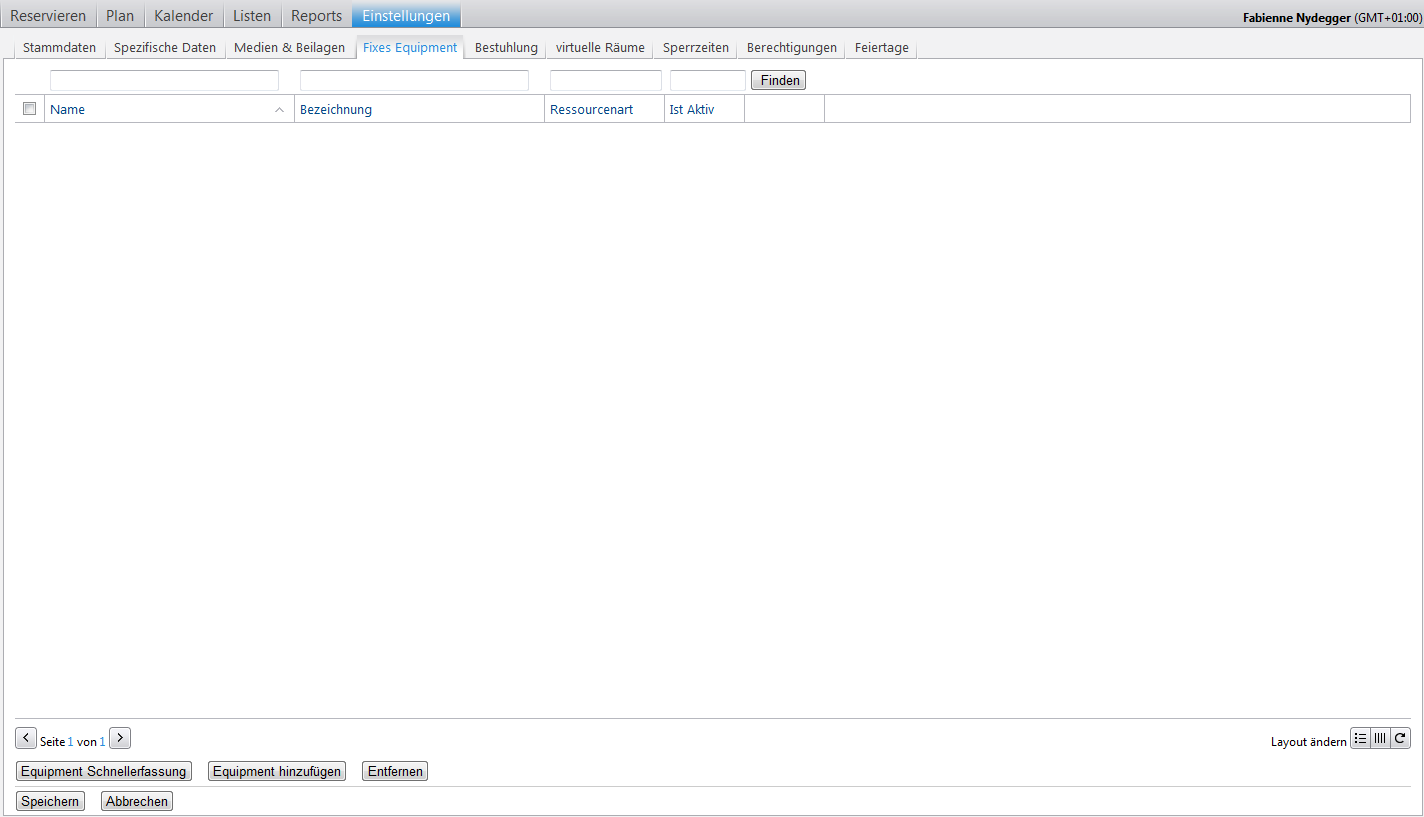 Reservieren Plan Kalender Listen Reports Einstellungen Fabienne Nydegger (GMT+01:00)
Stammdaten Spezifische Daten Medien & Beilagen Fixes Equipment Bestuhlung virtuelle Räume Sperrzeiten Berechtigungen Feiertage
Finden
Name Bezeichnung Ressourcenart Ist Aktiv
Seite 1 von 1 Layout ändern
Equipment Schnellerfassung Equipment hinzufügen Entfernen
Speichern Abbrechen